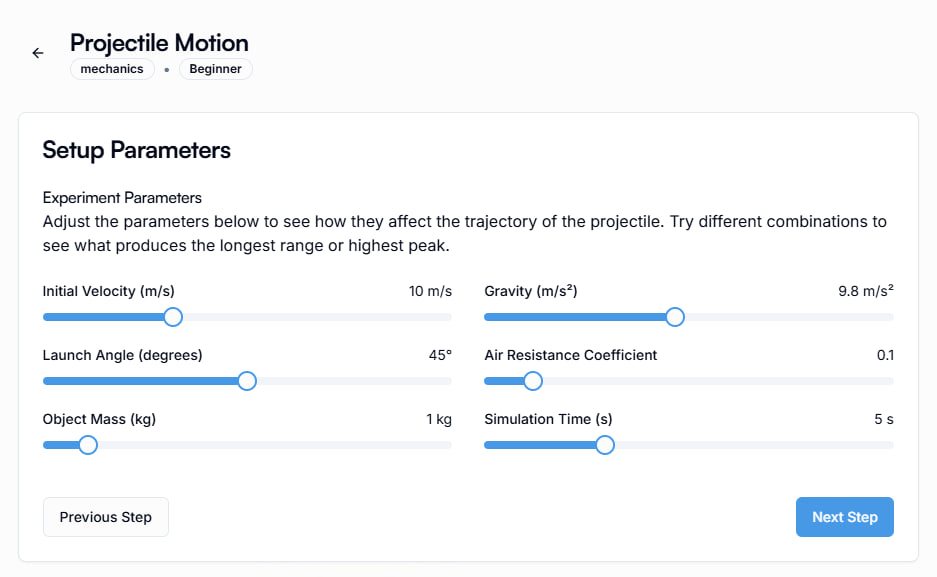 Projectile Motion
mechanics • Beginner
Setup Parameters
Experiment Parameters
Adjust the parameters below to see how they affect the trajectory of the projectile. Try different combinations to
see what produces the longest range or highest peak.
Initial Velocity (m/s) 10 m/s
Gravity (m/s²) 9.8 m/s²
Launch Angle (degrees) 45°
Air Resistance Coefficient 0.1
Object Mass (kg) 1 kg
Simulation Time (s) 5 s
Previous Step
Next Step